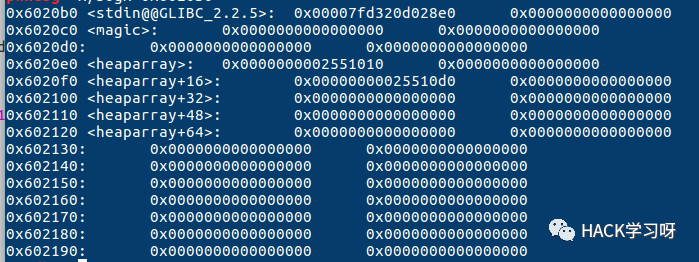 0x6020b0 <stdin@@GLIBC_2.2.5>: 0x00007fd320d028e0 0x0000000000000000
0x6020c0 <magic>: 0x0000000000000000 0x0000000000000000
0x6020d0: 0x0000000000000000 0x0000000000000000
0x6020e0 <heaparray>: 0x0000000002551010 0x0000000000000000
0x6020f0 <heaparray+16>: 0x00000000025510d0 0x0000000000000000
0x602100 <heaparray+32>: 0x0000000000000000 0x0000000000000000
0x602110 <heaparray+48>: 0x0000000000000000 0x0000000000000000
0x602120 <heaparray+64>: 0x0000000000000000 0x0000000000000000
0x602130: 0x0000000000000000 0x0000000000000000
0x602140: 0x0000000000000000 0x0000000000000000
0x602150: 0x0000000000000000 0x0000000000000000
0x602160: 0x0000000000000000 0x0000000000000000
0x602170: 0x0000000000000000 0x0000000000000000
0x602180: 0x0000000000000000 0x0000000000000000
0x602190: 0x0000000000000000 0x0000000000000000
HACK学习呀